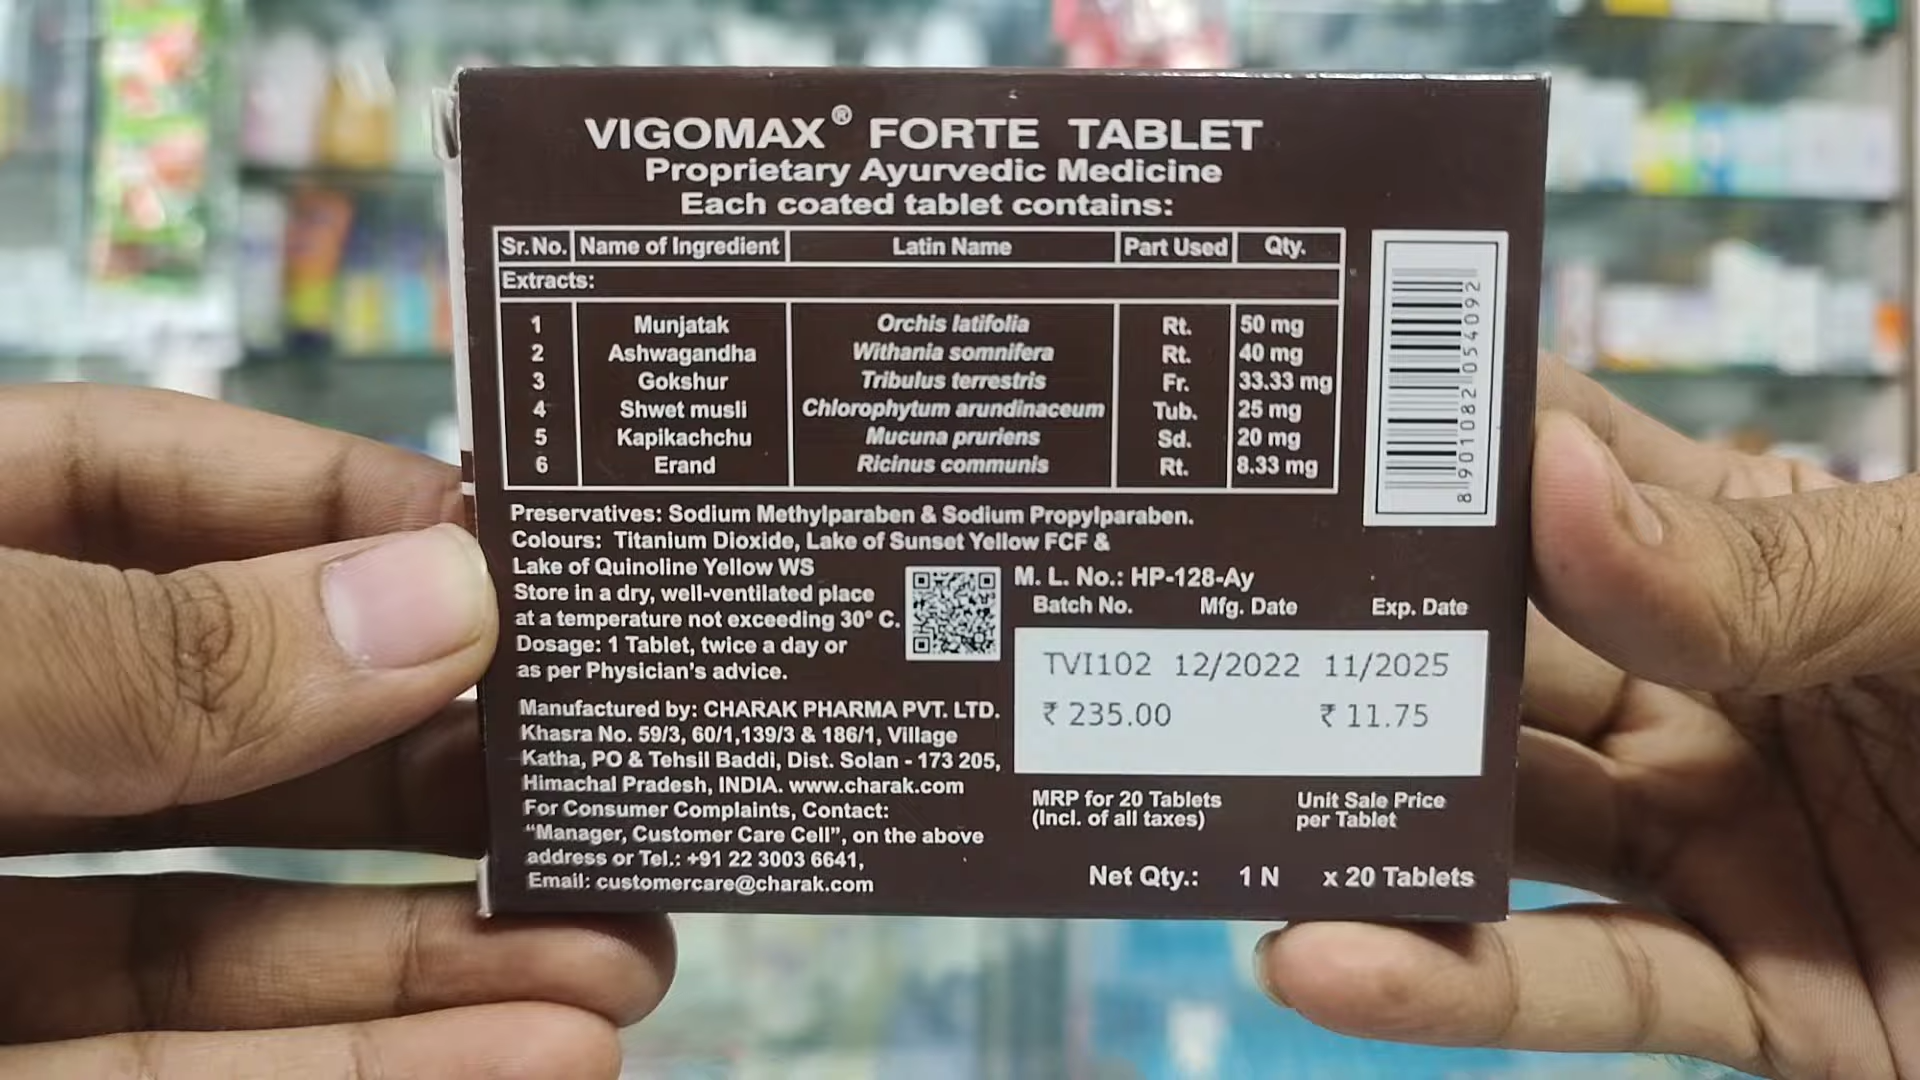 VIGOMAX® FORTE TABLET
Proprietary Ayurvedic Medicine
Each coated tablet contains:
Sr.No. Name of Ingredient Latin Name Part Used Qty.
Extracts:
1 Munjatak Orchis latifolia Rt. 50 mg
2 Ashwagandha Withania somnifera Rt. 40 mg
3 Gokshur Tribulus terrestris Fr. 33.33 mg
4 Shwet musli Chlorophytum arundinaceum Tub. 25 mg
5 Kapikachchu Mucuna pruriens Sd. 20 mg
6 Erand Ricinus communis Rt. 8.33 mg
8 901082 054092
Preservatives: Sodium Methylparaben & Sodium Propylparaben.
Colours: Titanium Dioxide, Lake of Sunset Yellow FCF &
Lake of Quinoline Yellow WS
Store in a dry, well-ventilated place
at a temperature not exceeding 30° C.
Dosage: 1 Tablet, twice a day or
as per Physician's advice.
Manufactured by: CHARAK PHARMA PVT. LTD.
Khasra No. 59/3, 60/1,139/3 & 186/1, Village
Katha, PO & Tehsil Baddi, Dist. Solan - 173 205,
Himachal Pradesh, INDIA. www.charak.com
For Consumer Complaints, Contact:
"Manager, Customer Care Cell", on the above
address or Tel.: +91 22 3003 6641,
Email: customercare@charak.com
M. L. No.: HP-128-Ay
Batch No. Mfg. Date Exp. Date
TVI102 12/2022 11/2025
₹ 235.00 ₹ 11.75
MRP for 20 Tablets Unit Sale Price
(Incl. of all taxes) per Tablet
Net Qty.: 1 N x 20 Tablets